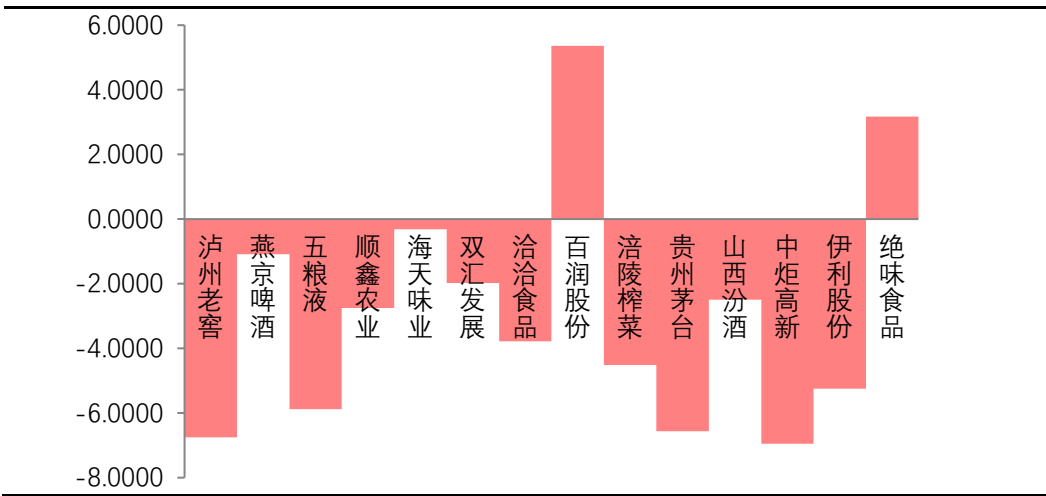 6.0000
4.0000
2.0000
0.0000
-2.0000
-4.0000
-6.0000
-8.0000
泸州老窖
燕京啤酒
五粮液
顺鑫农业
海天味业
双汇发展
洽洽食品
百润股份
涪陵榨菜
贵州茅台
山西汾酒
中炬高新
伊利股份
绝味食品